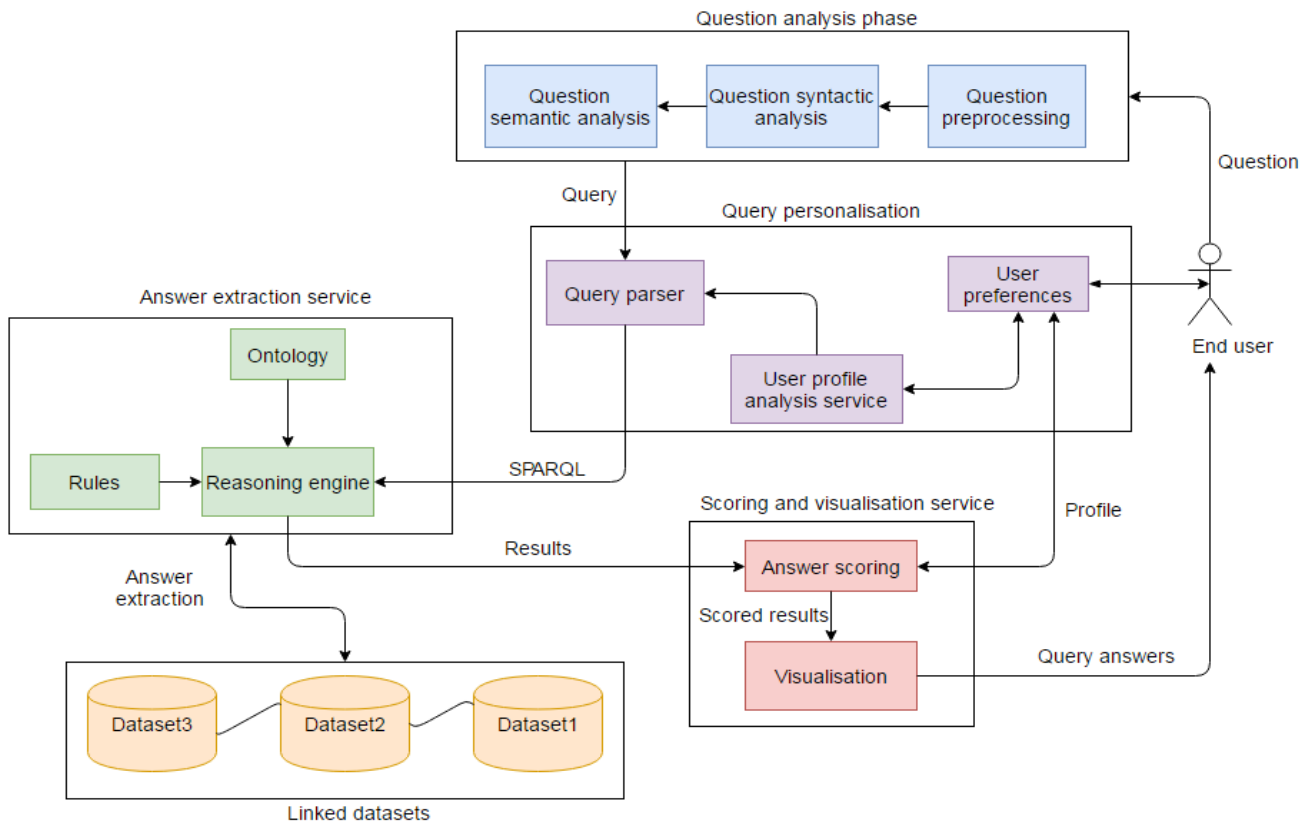 Question analysis phase
Question
semantic analysis
Question syntactic
analysis
Question
preprocessing
Question
Query
Query personalisation
Query parser
User
preferences
User profile
analysis service
End user
Answer extraction service
Ontology
Rules
Reasoning engine
SPARQL
Scoring and visualisation service
Profile
Results
Answer scoring
Answer
extraction
Scored results
Visualisation
Query answers
Dataset3
Dataset2
Dataset1
Linked datasets